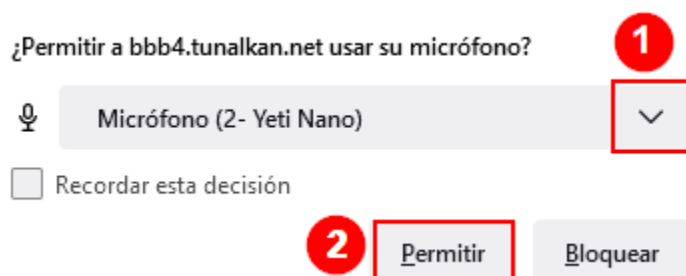 ¿Permitir a bbb4.tunalkan.net usar su micrófono?
1
Micrófono (2- Yeti Nano)
Recordar esta decisión
2
Permitir
Bloquear